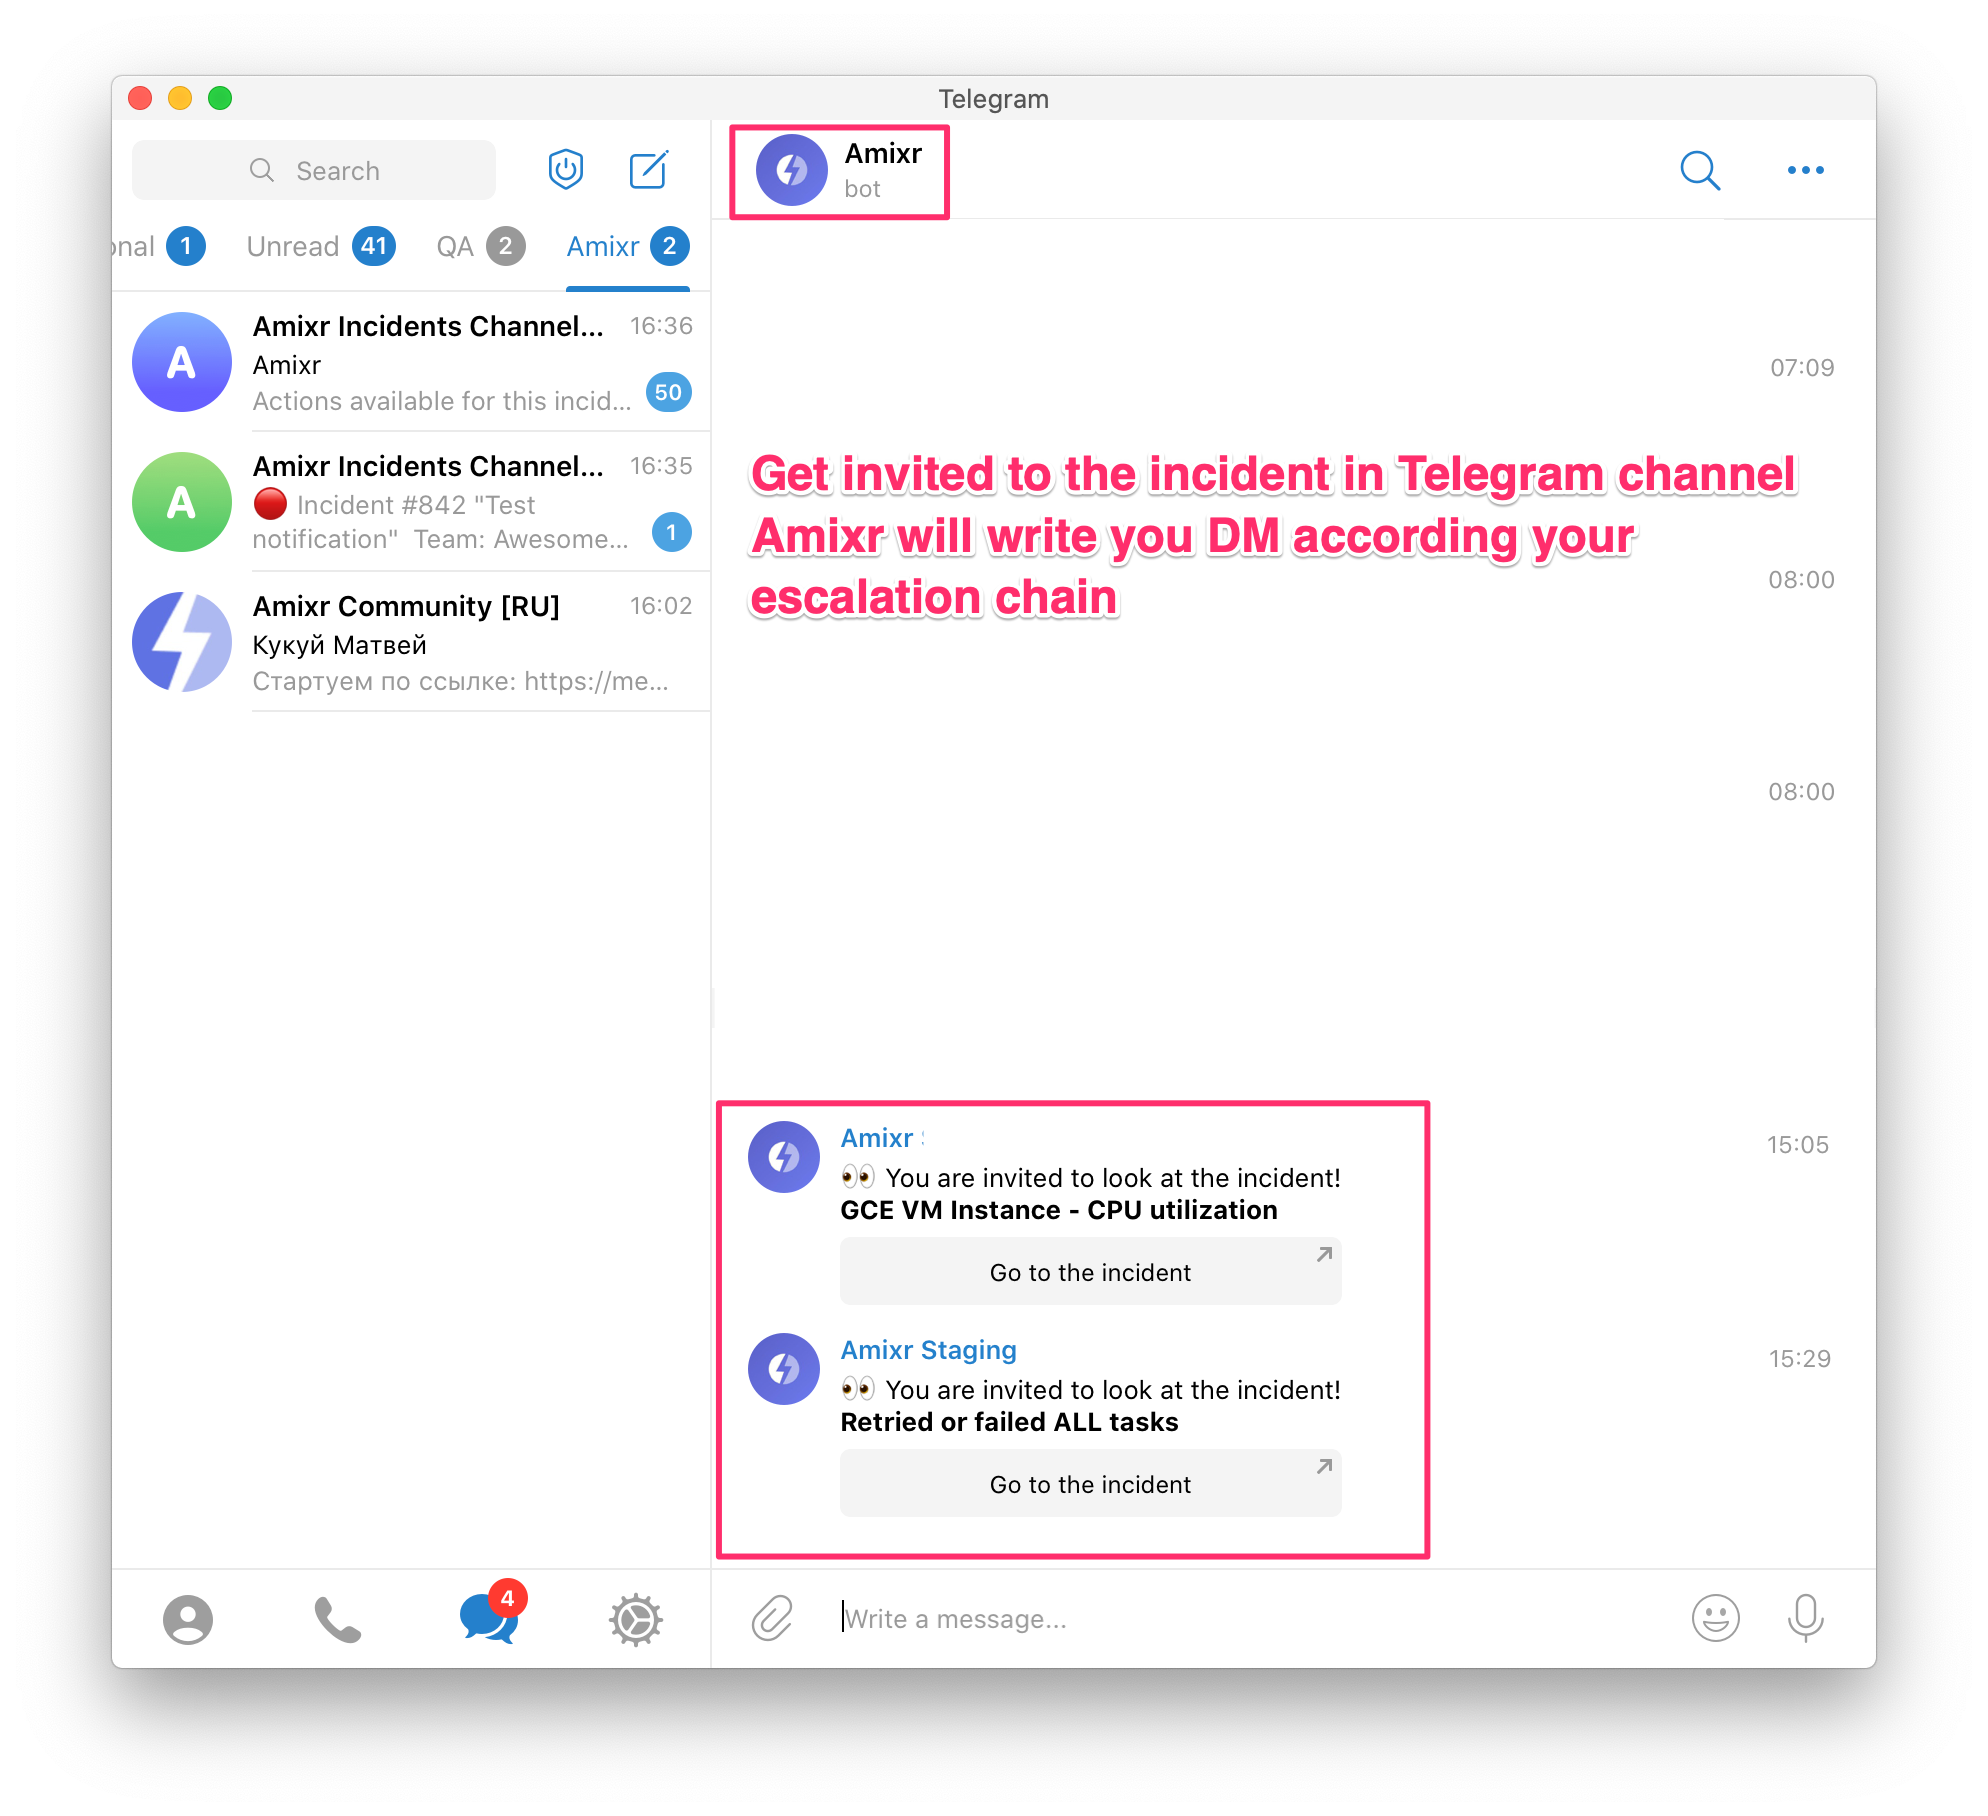 Telegram
Search
onal 1 Unread 41 QA 2 Amixr 2
Amixr Incidents Channel... 16:36
Amixr
Actions available for this incid... 50
Amixr Incidents Channel... 16:35
Incident #842 "Test
notification" Team: Awesome... 1
Amixr Community [RU] 16:02
Кукуй Матвей
Стартуем по ссылке: https://me...
4
Amixr
bot
07:09
Get invited to the incident in Telegram channel
Amixr will write you DM according your
08:00
escalation chain
08:00
Amixr 15:05
👀 You are invited to look at the incident!
GCE VM Instance - CPU utilization
Go to the incident
Amixr Staging 15:29
👀 You are invited to look at the incident!
Retried or failed ALL tasks
Go to the incident
Write a message...